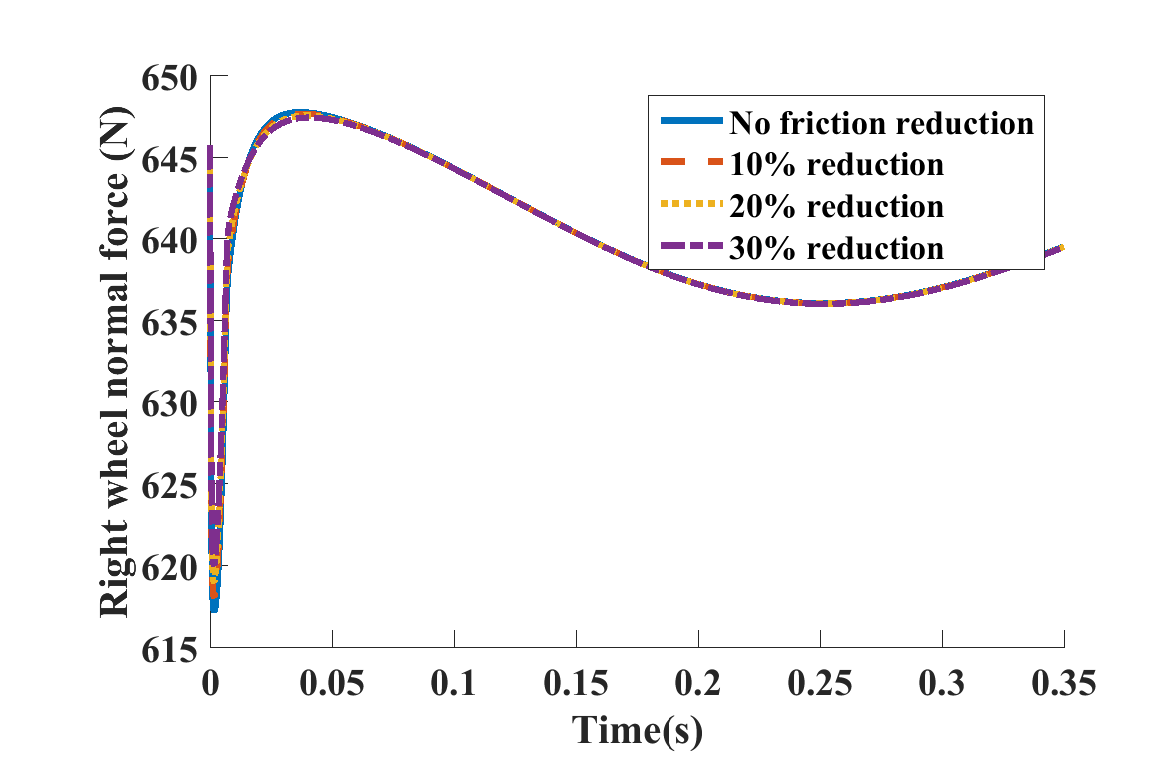 Right wheel normal force (N)
650
645
640
635
630
625
620
615
No friction reduction
10% reduction
20% reduction
30% reduction
0 0.05 0.1 0.15 0.2 0.25 0.3 0.35
Time(s)